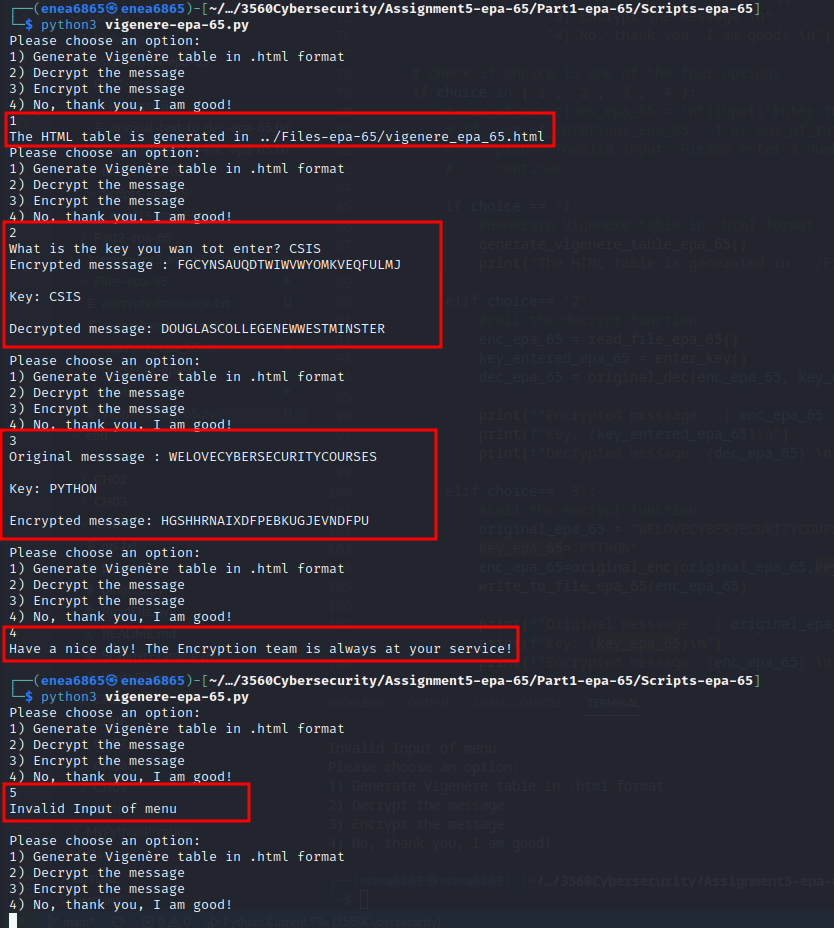 ┌──(enea6865㉿enea6865)-[~/…/3560Cybersecurity/Assignment5-epa-65/Part1-epa-65/Scripts-epa-65]
└─$ python3 vigenere-epa-65.py
Please choose an option:
1) Generate Vigenère table in .html format
2) Decrypt the message
3) Encrypt the message
4) No, thank you, I am good!
1
The HTML table is generated in ../Files-epa-65/vigenere_epa_65.html
Please choose an option:
1) Generate Vigenère table in .html format
2) Decrypt the message
3) Encrypt the message
4) No, thank you, I am good!
2
What is the key you wan tot enter? CSIS
Encrypted messsage : FGCYNSAUQDTWIWVWYOMKVEQFULMJ
Key: CSIS
Decrypted message: DOUGLASCOLLEGENEWWESTMINSTER
Please choose an option:
1) Generate Vigenère table in .html format
2) Decrypt the message
3) Encrypt the message
4) No, thank you, I am good!
3
Original messsage : WELOVECYBERSECURITYCOURSES
Key: PYTHON
Encrypted message: HGSHHRNAIXDFPEBKUGJEVNDFPU
Please choose an option:
1) Generate Vigenère table in .html format
2) Decrypt the message
3) Encrypt the message
4) No, thank you, I am good!
4
Have a nice day! The Encryption team is always at your service!
┌──(enea6865㉿enea6865)-[~/…/3560Cybersecurity/Assignment5-epa-65/Part1-epa-65/Scripts-epa-65]
└─$ python3 vigenere-epa-65.py
Please choose an option:
1) Generate Vigenère table in .html format
2) Decrypt the message
3) Encrypt the message
4) No, thank you, I am good!
5
Invalid Input of menu
Please choose an option:
1) Generate Vigenère table in .html format
2) Decrypt the message
3) Encrypt the message
4) No, thank you, I am good!